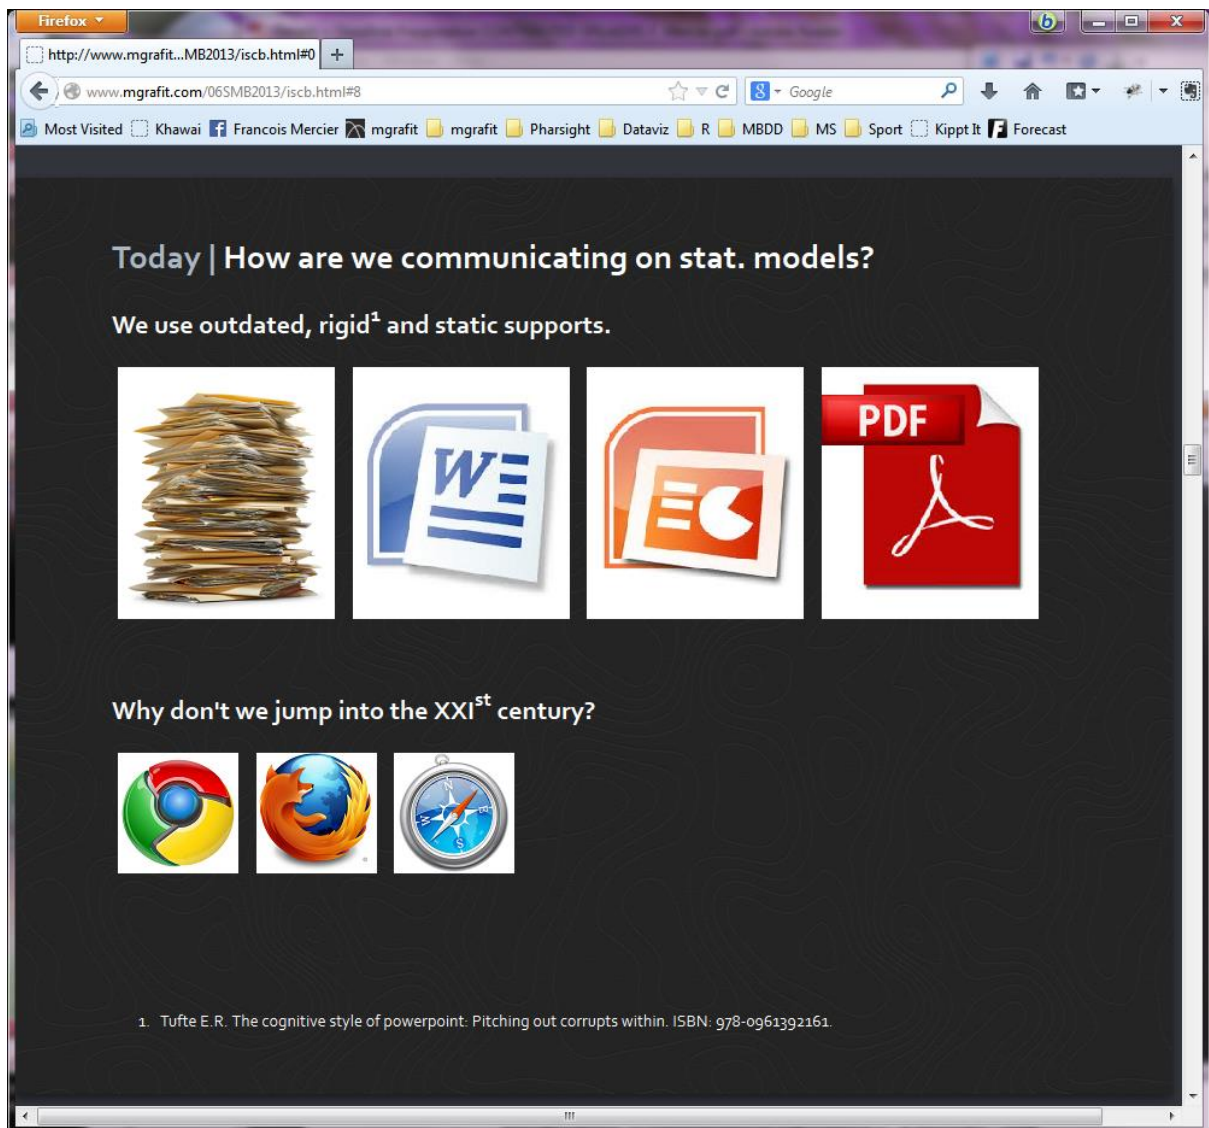 Firefox
http://www.mgrafit...MB2013/iscb.html#0
www.mgrafit.com/06SMB2013/iscb.html#8
Google
Most Visited Khawai Francois Mercier mgrafit mgrafit Pharsight Dataviz R MBDD MS Sport Kippt It Forecast
Today | How are we communicating on stat. models?
We use outdated, rigid¹ and static supports.
W
PDF
Why don't we jump into the XXIst century?
N
E
S
W
1. Tufte E.R. The cognitive style of powerpoint: Pitching out corrupts within. ISBN: 978-0961392161.